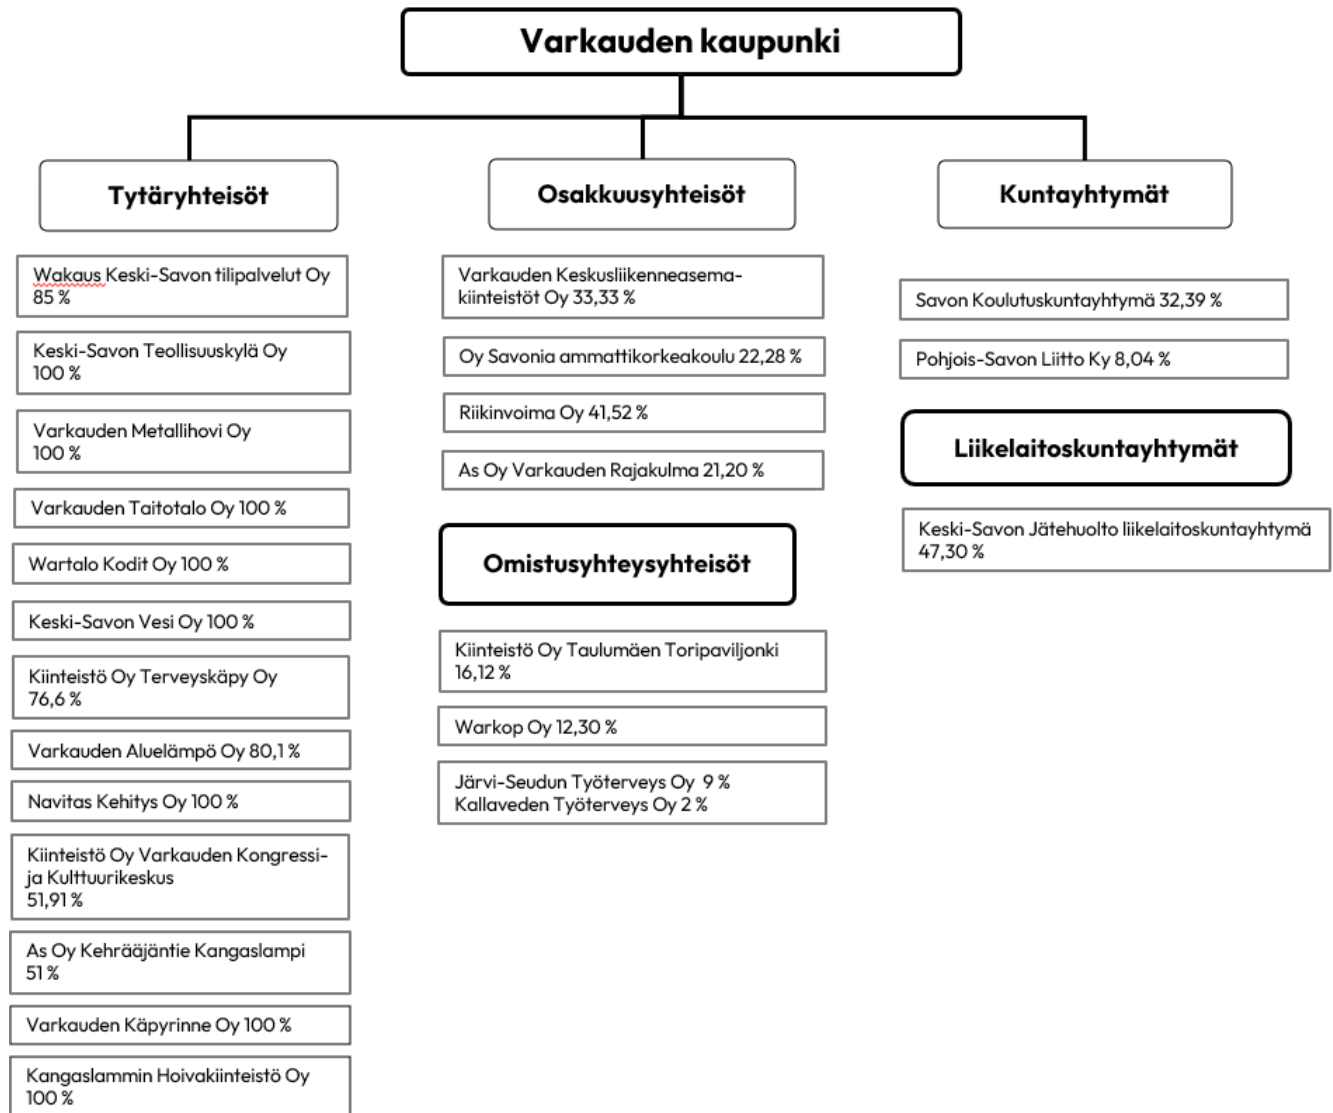 Varkauden kaupunki
Tytäryhteisöt
Wakaus Keski-Savon tilipalvelut Oy
85 %
Keski-Savon Teollisuuskylä Oy
100 %
Varkauden Metallihovi Oy
100 %
Varkauden Taitotalo Oy 100 %
Wartalo Kodit Oy 100 %
Keski-Savon Vesi Oy 100 %
Kiinteistö Oy Terveyskäpy Oy
76,6 %
Varkauden Aluelämpö Oy 80,1 %
Navitas Kehitys Oy 100 %
Kiinteistö Oy Varkauden Kongressi-
ja Kulttuurikeskus
51,91 %
As Oy Kehrääjäntie Kangaslampi
51 %
Varkauden Käpyrinne Oy 100 %
Kangaslammin Hoivakiinteistö Oy
100 %
Osakkuusyhteisöt
Varkauden Keskusliikenneasema-
kiinteistöt Oy 33,33 %
Oy Savonia ammattikorkeakoulu 22,28 %
Riikinvoima Oy 41,52 %
As Oy Varkauden Rajakulma 21,20 %
Omistusyhteysyhteisöt
Kiinteistö Oy Taulumäen Toripaviljonki
16,12 %
Warkop Oy 12,30 %
Järvi-Seudun Työterveys Oy  9 %
Kallaveden Työterveys Oy 2 %
Kuntayhtymät
Savon Koulutuskuntayhtymä 32,39 %
Pohjois-Savon Liitto Ky 8,04 %
Liikelaitoskuntayhtymät
Keski-Savon Jätehuolto liikelaitoskuntayhtymä
47,30 %